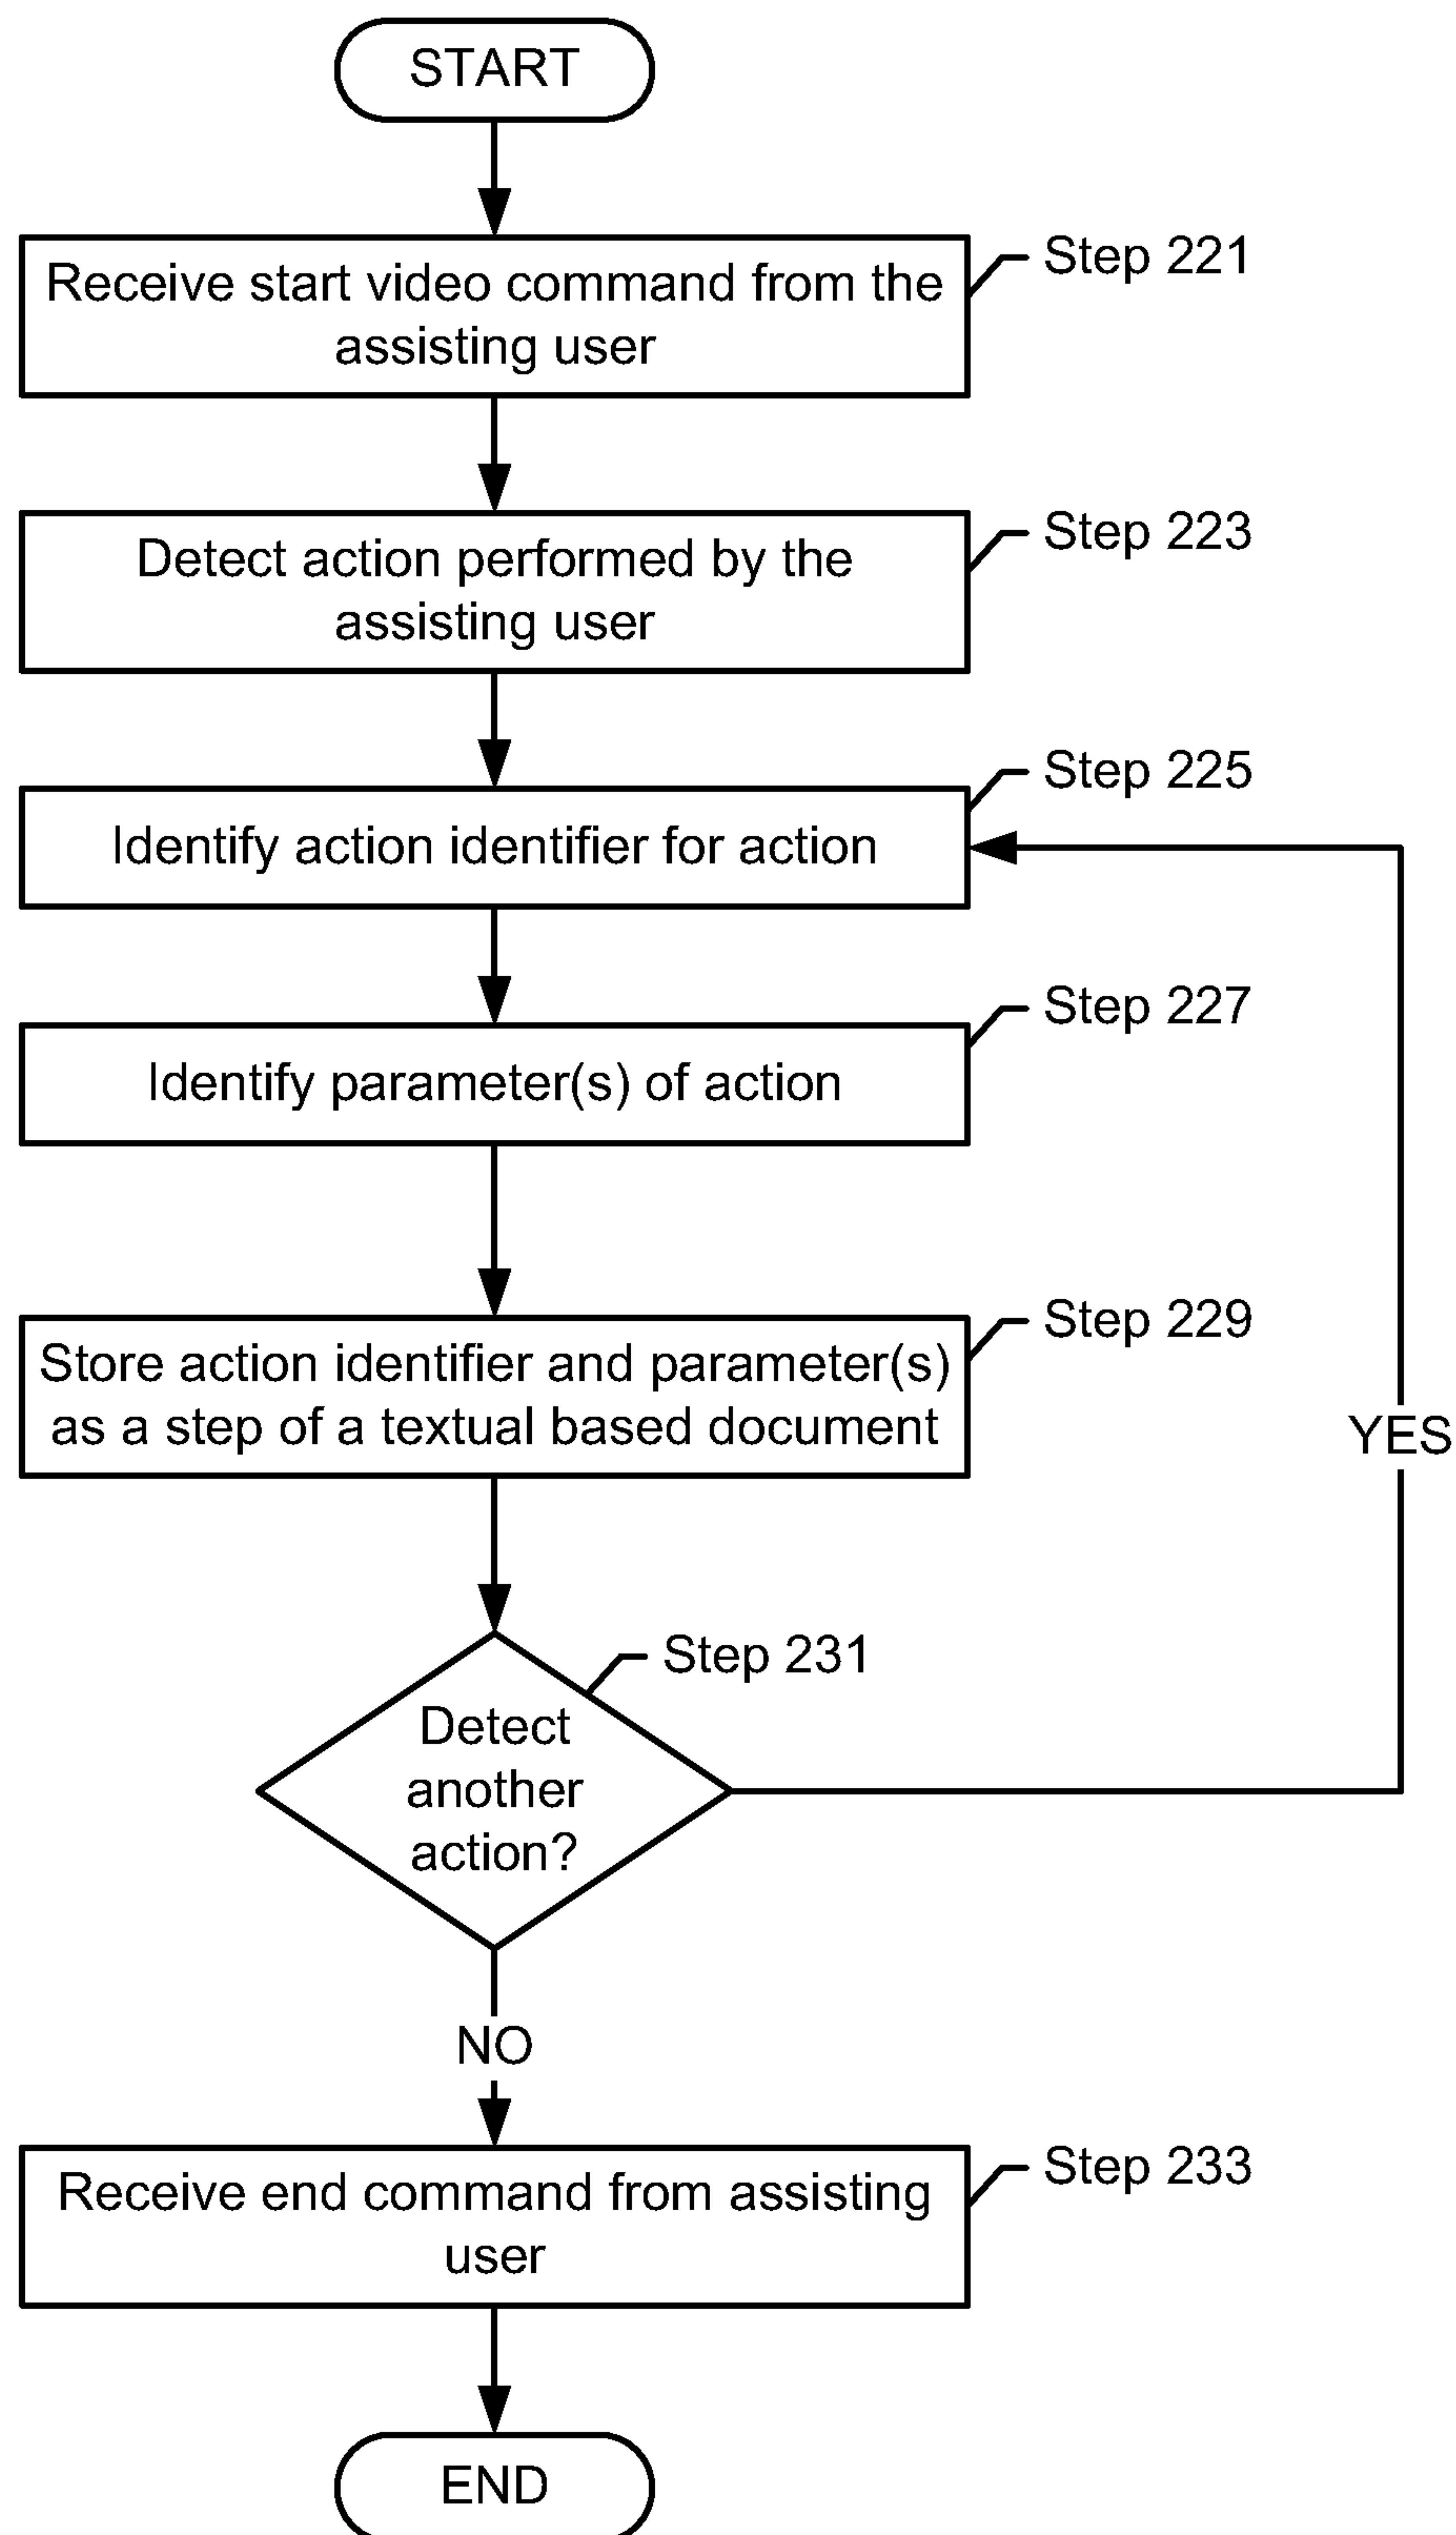 START
Receive start video command from the
assisting user
Step 221
Detect action performed by the
assisting user
Step 223
Step 225
Identify action identifier for action
Step 227
Identify parameter(s) of action
Step 229
Store action identifier and parameter(s)
as a step of a textual based document
YES
Step 231
Detect
another
action?
NO
Receive end command from assisting
user
Step 233
END